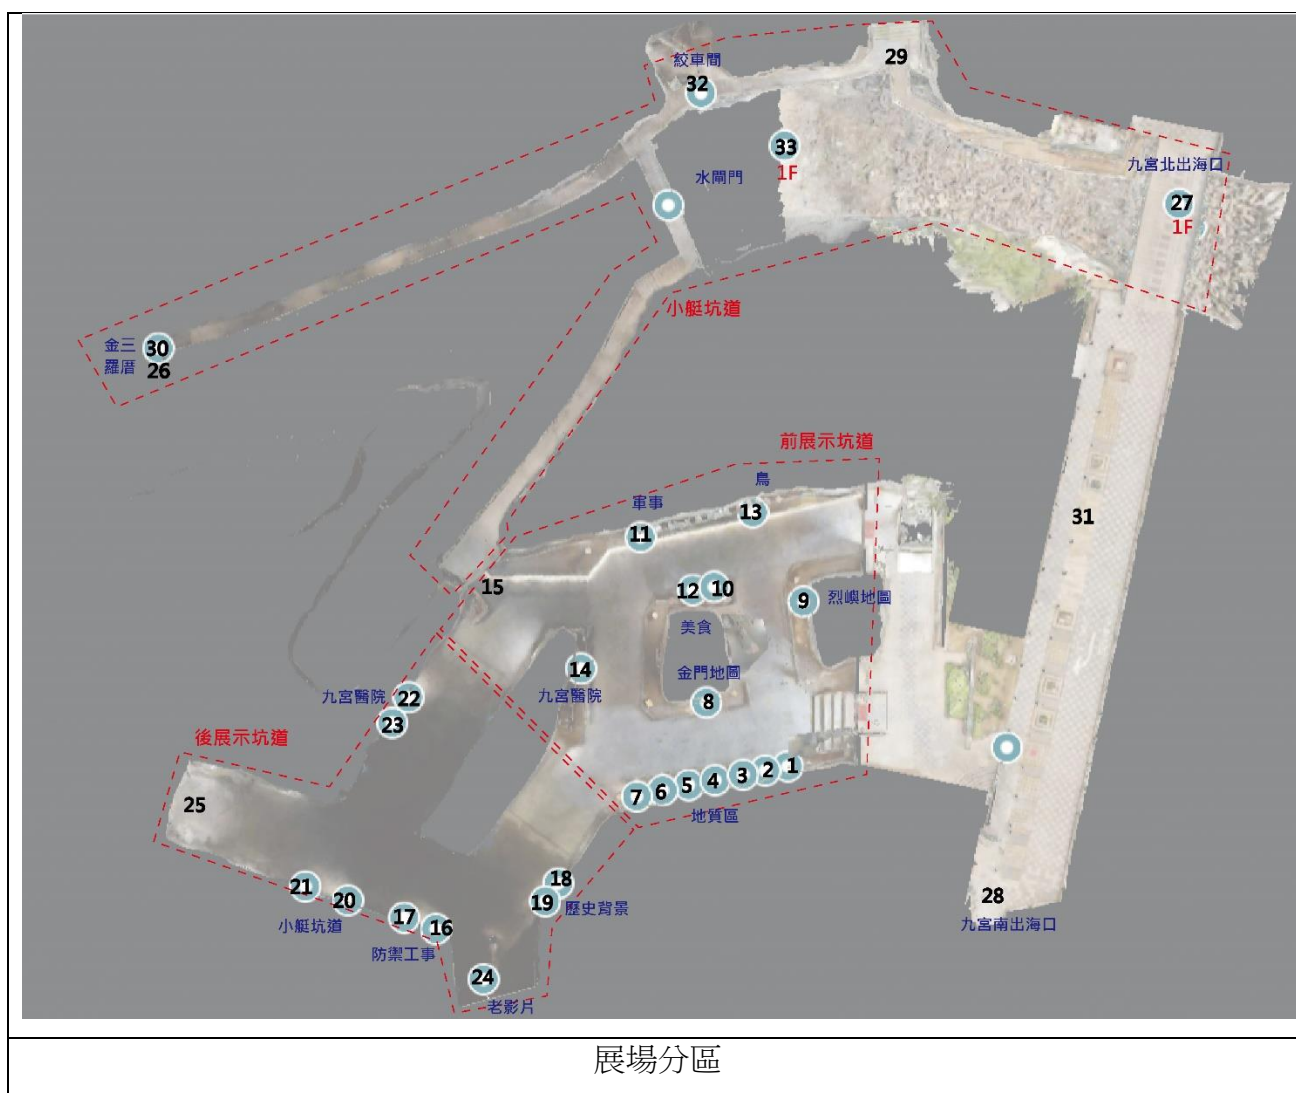 29
絞車間
32
33
1F
水閘門
九宮北出海口
27
1F
小艇坑道
金三
羅厝
30
26
前展示坑道
鳥
軍事
13
11
31
15
12
10
9
烈嶼地圖
美食
14
九宮醫院
金門地圖
8
九宮醫院
22
23
後展示坑道
25
7
6
5
4
3
2
1
地質區
21
20
小艇坑道
17
16
防禦工事
18
19
歷史背景
28
九宮南出海口
24
老影片
展場分區